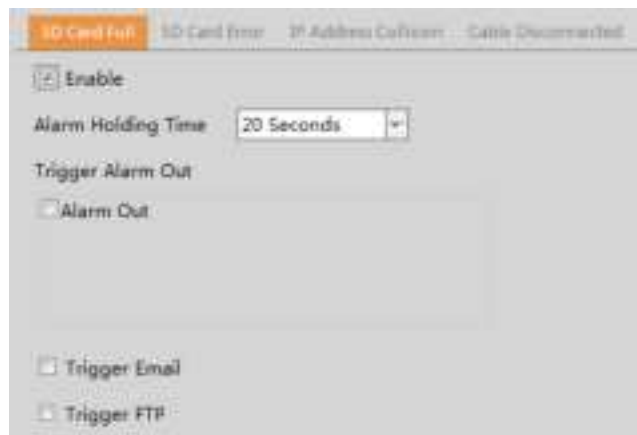 SD Card Full SD Card Error IP Address Collision Cable Disconnected
Enable
Alarm Holding Time 20 Seconds
Trigger Alarm Out
Alarm Out
Trigger Email
Trigger FTP